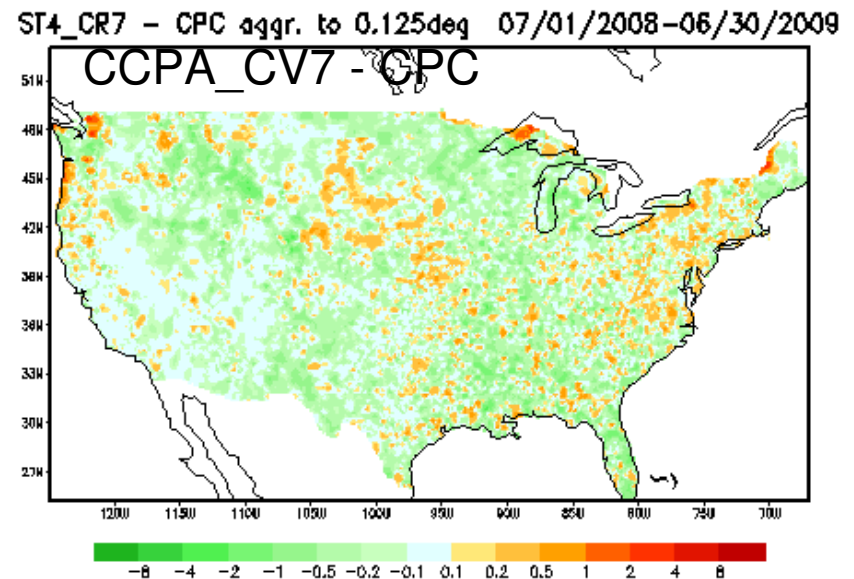 ST4_CR7 - CPC aggr. to 0.125deg 07/01/2008-06/30/2009
CCPA_CV7 - CPC
51N
48N
45N
42N
39N
36N
33N
30N
27N
120W 115W 110W 105W 100W 95W 90W 85W 80W 75W 70W
-8 -4 -2 -1 -0.5 -0.2 -0.1 0.1 0.2 0.5 1 2 4 8